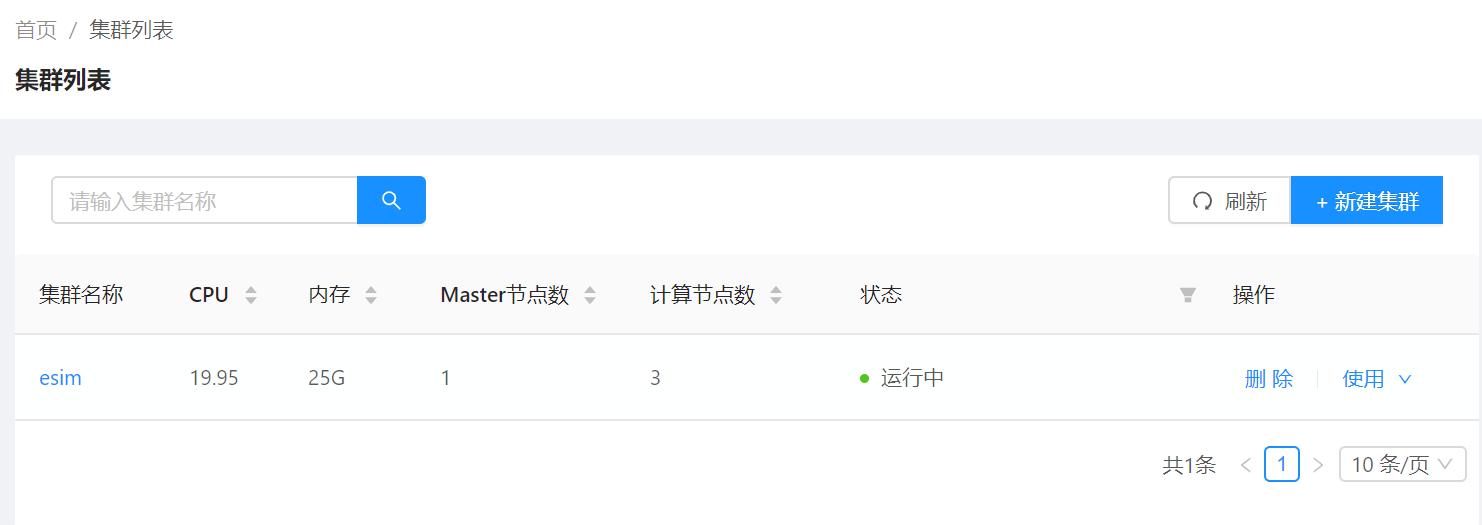 首页 / 集群列表
集群列表
请输入集群名称 刷新 + 新建集群
集群名称 CPU 内存 Master节点数 计算节点数 状态 操作
esim 19.95 25G 1 3 运行中 删 除 使用
共1条 < 1 > 10 条/页